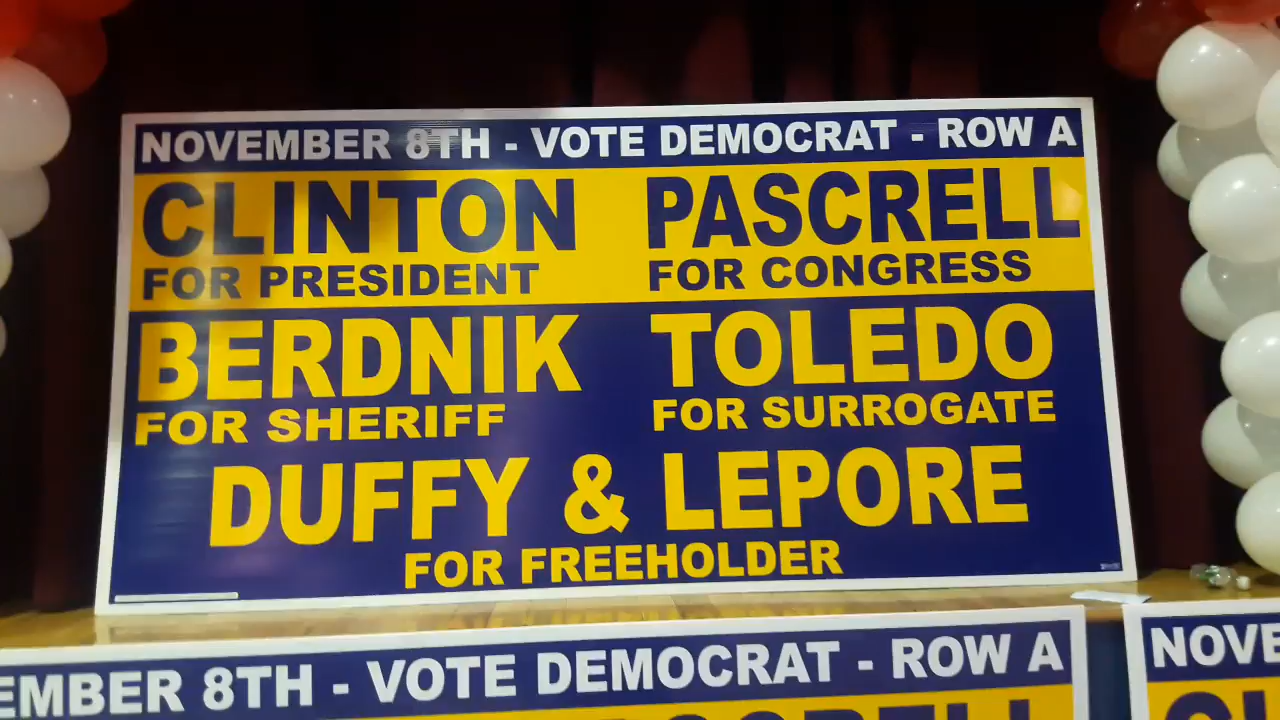 NOVEMBER 8TH - VOTE DEMOCRAT - ROW A
CLINTON PASCRELL
FOR PRESIDENT FOR CONGRESS
BERDNIK TOLEDO
FOR SHERIFF FOR SURROGATE
DUFFY & LEPORE
FOR FREEHOLDER
EMBER 8TH - VOTE DEMOCRAT - ROW A
NOVE